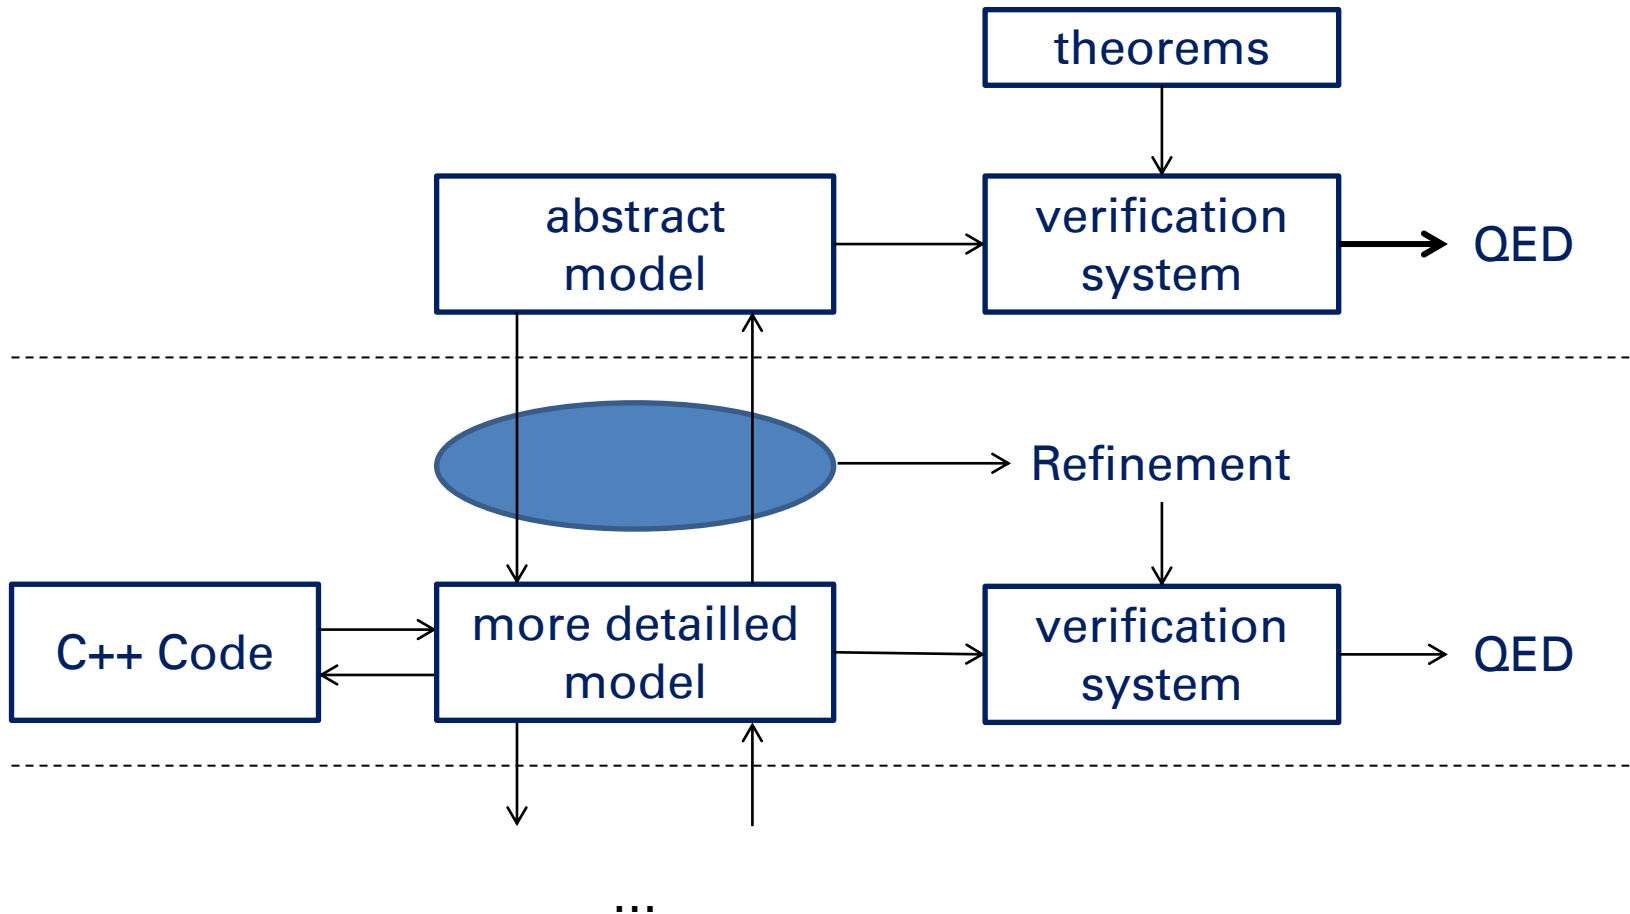 theorems
abstract
model
verification
system
QED
Refinement
C++ Code
more detailled
model
verification
system
QED
...